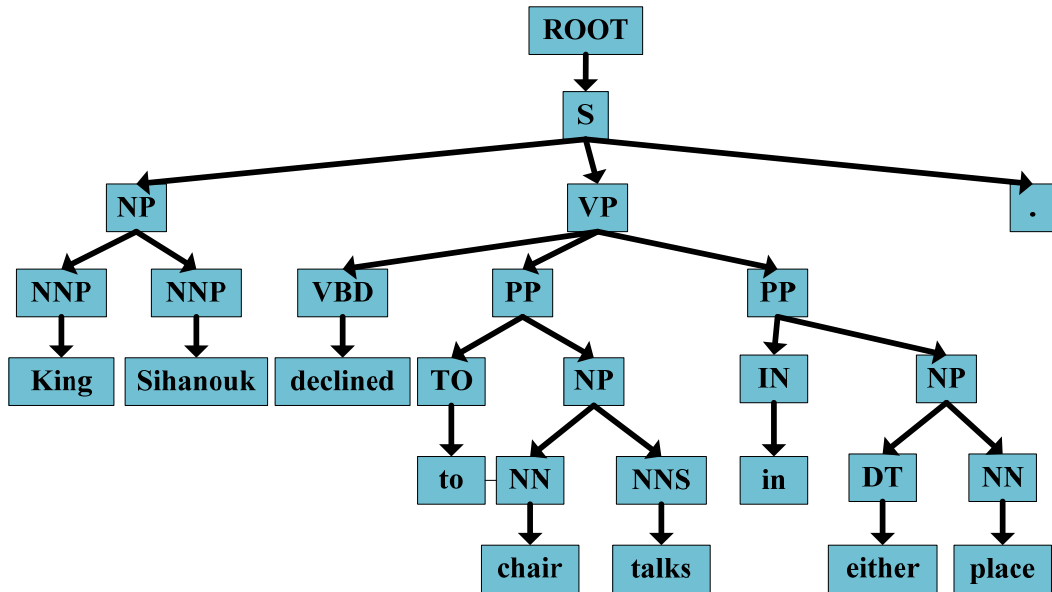 ROOT
S
NP VP .
NNP NNP VBD PP PP
King Sihanouk declined TO NP IN NP
to NN NNS in DT NN
chair talks either place